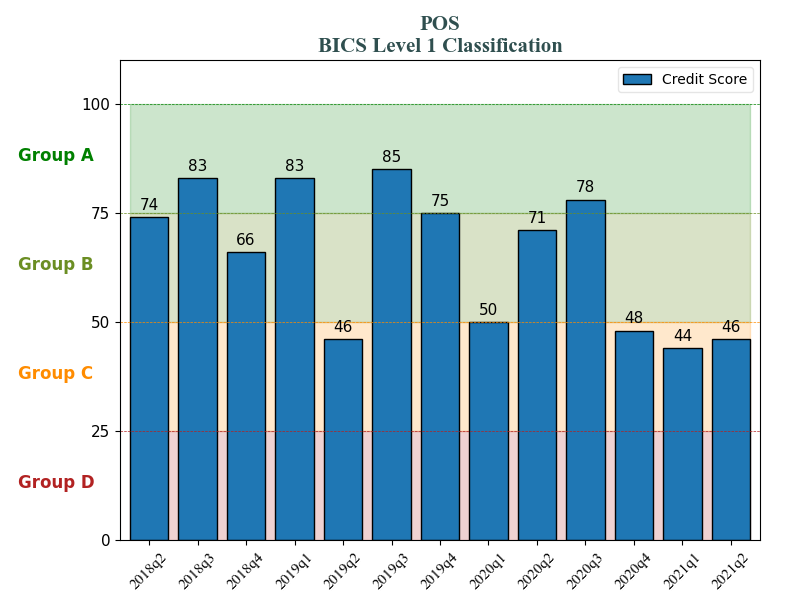 POS
BICS Level 1 Classification
Credit Score
100
Group A
85
83
83
78
75
74
75
71
66
Group B
50
50
48
46
46
44
Group C
25
Group D
0
2018q2 2018q3 2018q4 2019q1 2019q2 2019q3 2019q4 2020q1 2020q2 2020q3 2020q4 2021q1 2021q2